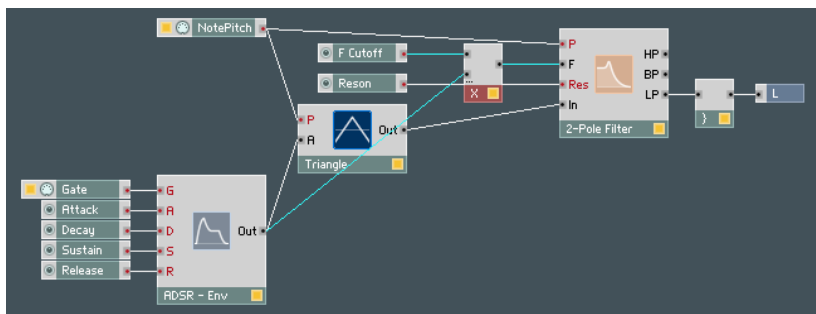 NotePitch
F Cutoff
Reson
...
X
P
F
Res
In
HP
BP
LP
2-Pole Filter
}
L
P
A
Out
Triangle
Gate
Attack
Decay
Sustain
Release
G
A
D
S
R
Out
ADSR - Env